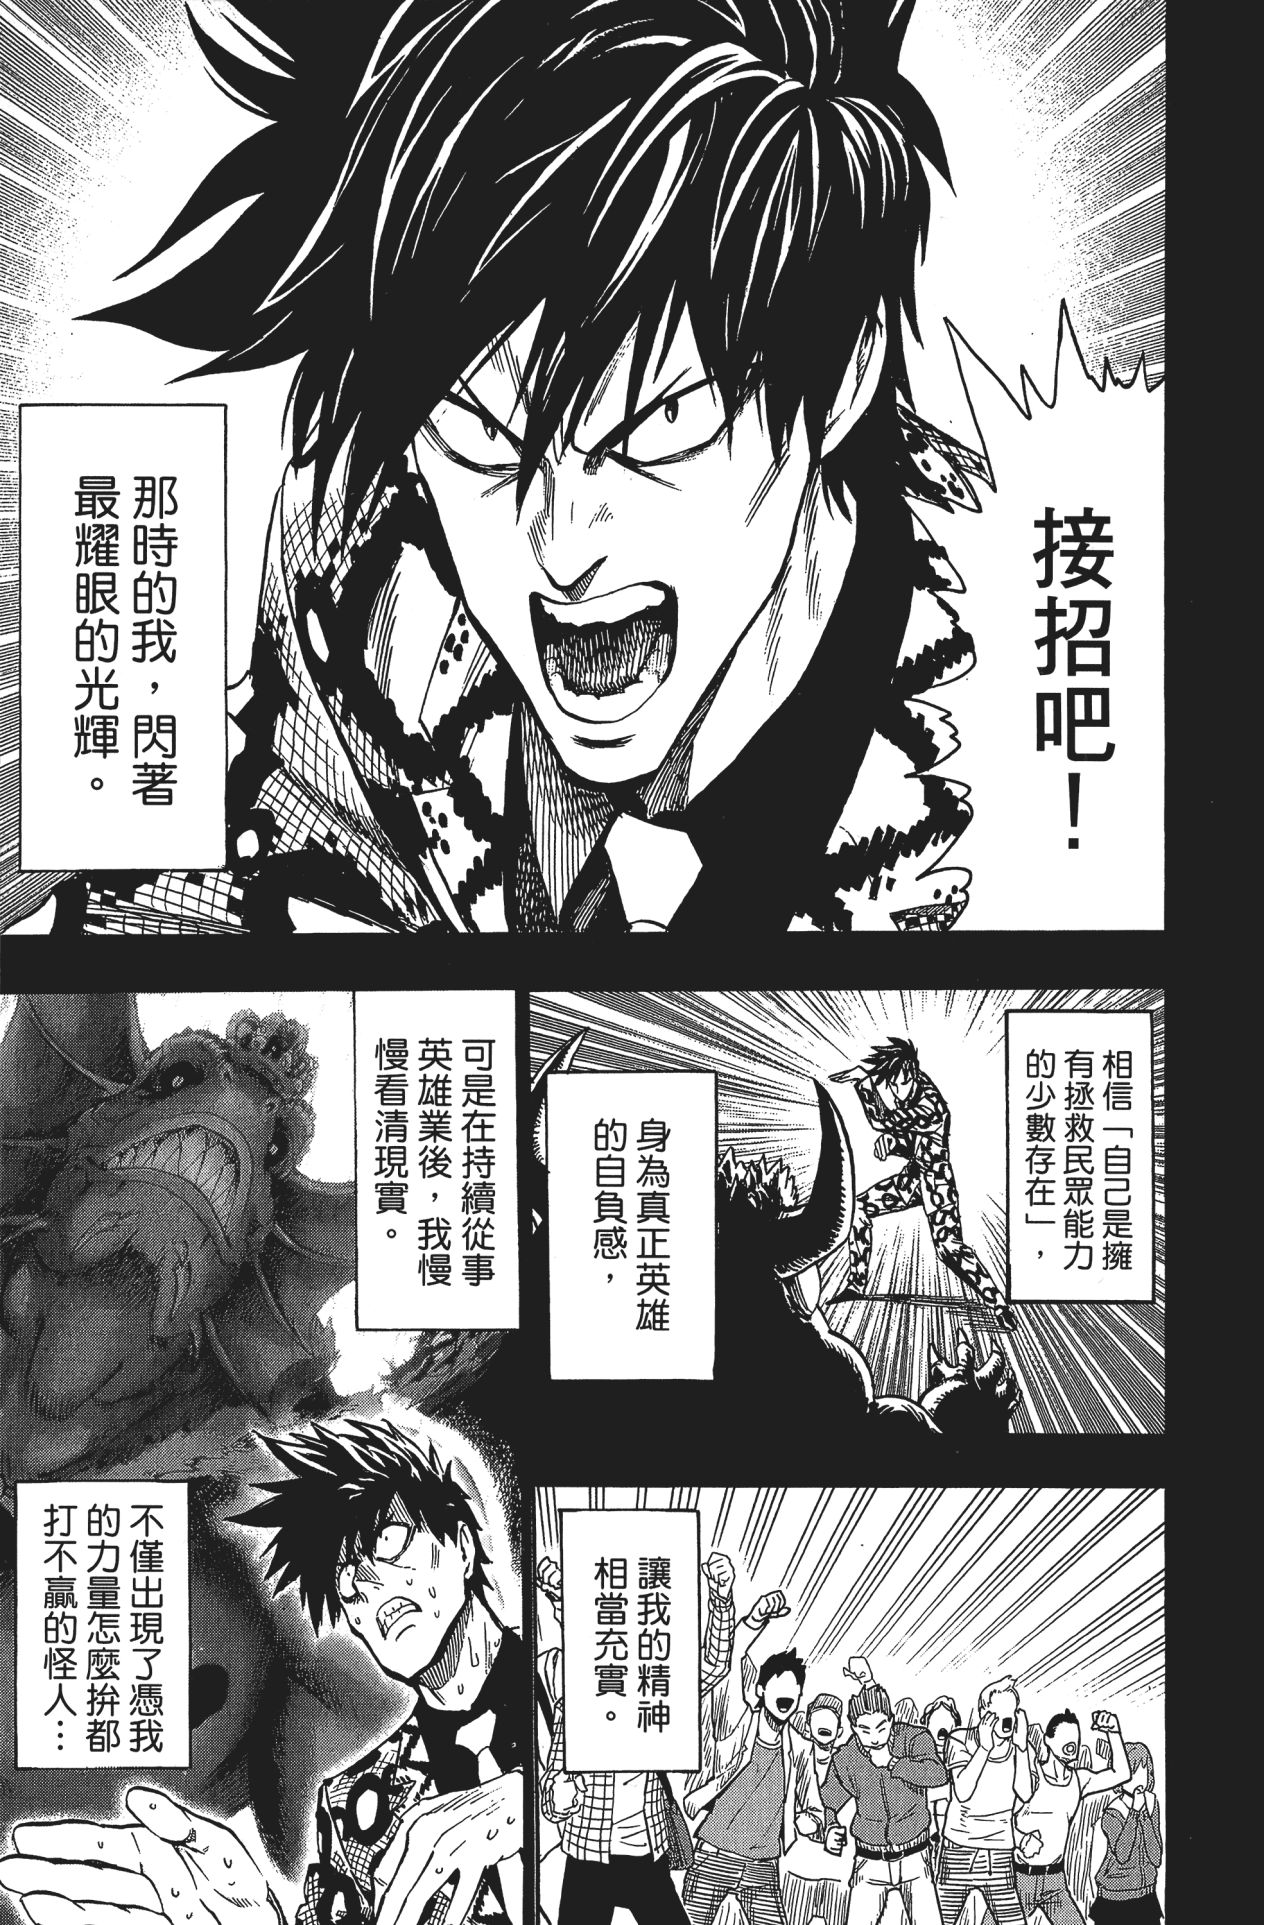 接招吧！
那時的我，閃著
最耀眼的光輝。
相信「自己是擁
有拯救民眾能力
的少數存在」，
身為真正英雄
的自負感，
讓我的精神
相當充實。
可是在持續從事
英雄業後，我慢
慢看清現實。
不僅出現了憑我
的力量怎麼拚都
打不贏的怪人…